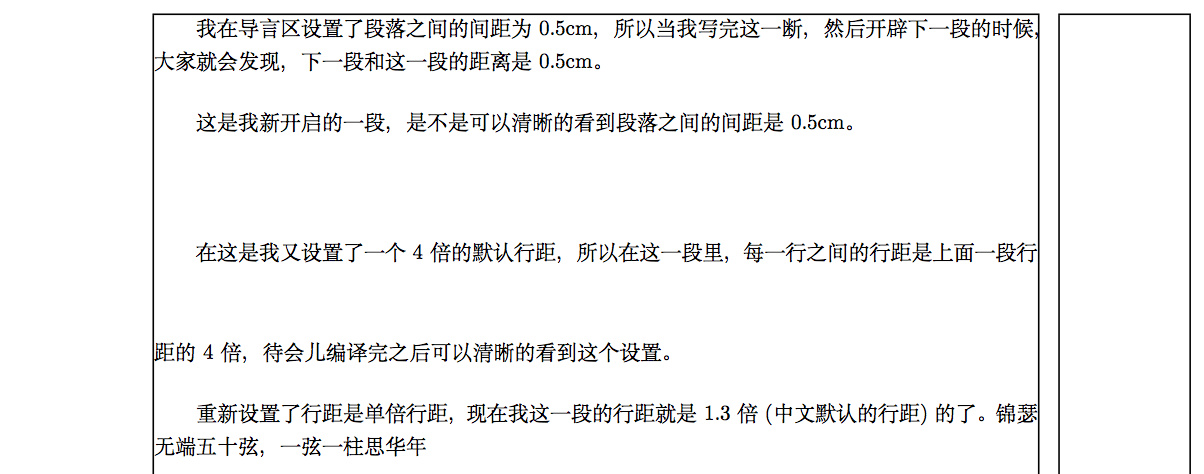 我在导言区设置了段落之间的间距为 0.5cm，所以当我写完这一断，然后开辟下一段的时候，
大家就会发现，下一段和这一段的距离是 0.5cm。
这是我新开启的一段，是不是可以清晰的看到段落之间的间距是 0.5cm。
在这是我又设置了一个 4 倍的默认行距，所以在这一段里，每一行之间的行距是上面一段行
距的 4 倍，待会儿编译完之后可以清晰的看到这个设置。
重新设置了行距是单倍行距，现在我这一段的行距就是 1.3 倍 (中文默认的行距) 的了。锦瑟
无端五十弦，一弦一柱思华年